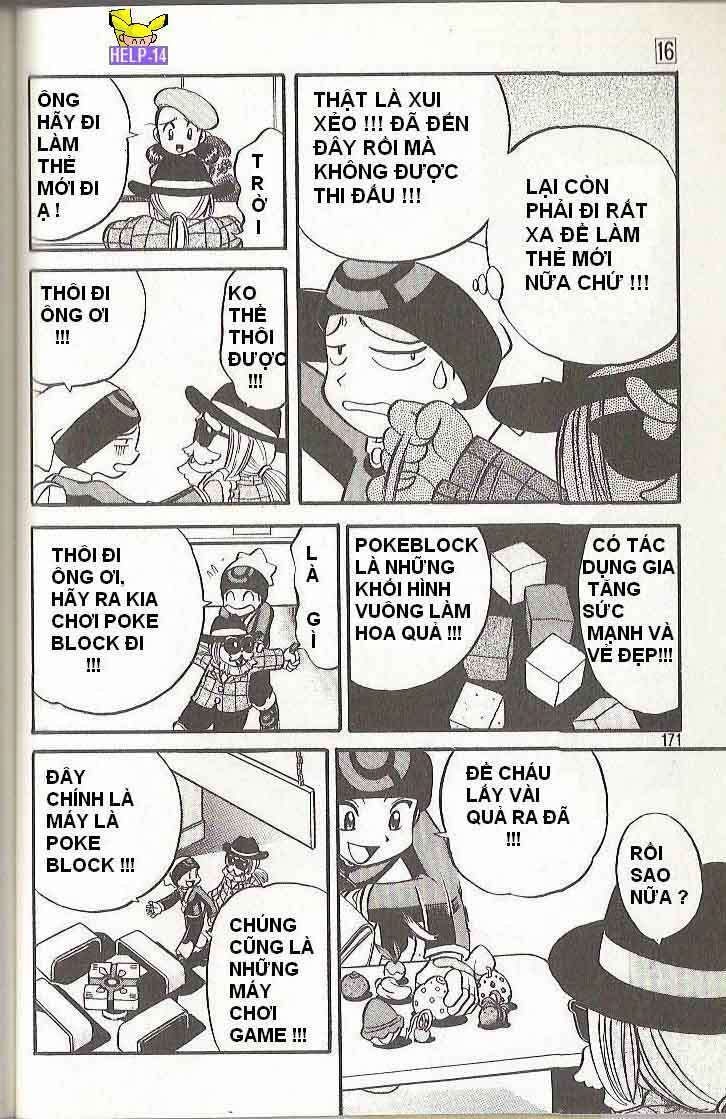 HELP-14
16
ÔNG
HÃY ĐI
LÀM
THẺ
MỚI ĐI
Ạ !
T
R
Ờ
I
THẬT LÀ XUI
XẺO !!! ĐÃ ĐẾN
ĐÂY RỒI MÀ
KHÔNG ĐƯỢC
THI ĐẤU !!!
LẠI CÒN
PHẢI ĐI RẤT
XA ĐỂ LÀM
THẺ MỚI
NỮA CHỨ !!!
THÔI ĐI
ÔNG ƠI
!!!
KO
THỂ
THÔI
ĐƯỢC
!!!
THÔI ĐI
ÔNG ƠI,
HÃY RA KIA
CHƠI POKE
BLOCK ĐI
!!!
L
À
G
Ì
POKEBLOCK
LÀ NHỮNG
KHỐI HÌNH
VUÔNG LÀM
HOA QUẢ !!!
CÓ TÁC
DỤNG GIA
TĂNG
SỨC
MẠNH VÀ
VẺ ĐẸP!!!
171
ĐÂY
CHÍNH LÀ
MÁY LÀ
POKE
BLOCK !!!
CHÚNG
CŨNG LÀ
NHỮNG
MÁY
CHƠI
GAME !!!
ĐỂ CHÁU
LẤY VÀI
QUẢ RA ĐÃ
!!!
RỒI
SAO
NỮA ?